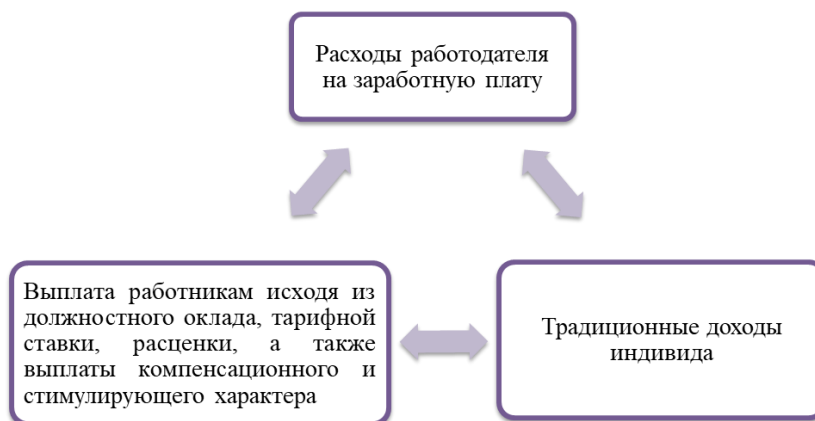 Расходы работодателя
на заработную плату
Выплата работникам исходя из
должностного оклада, тарифной
ставки, расценки, а также
выплаты компенсационного и
стимулирующего характера
Традиционные доходы
индивида